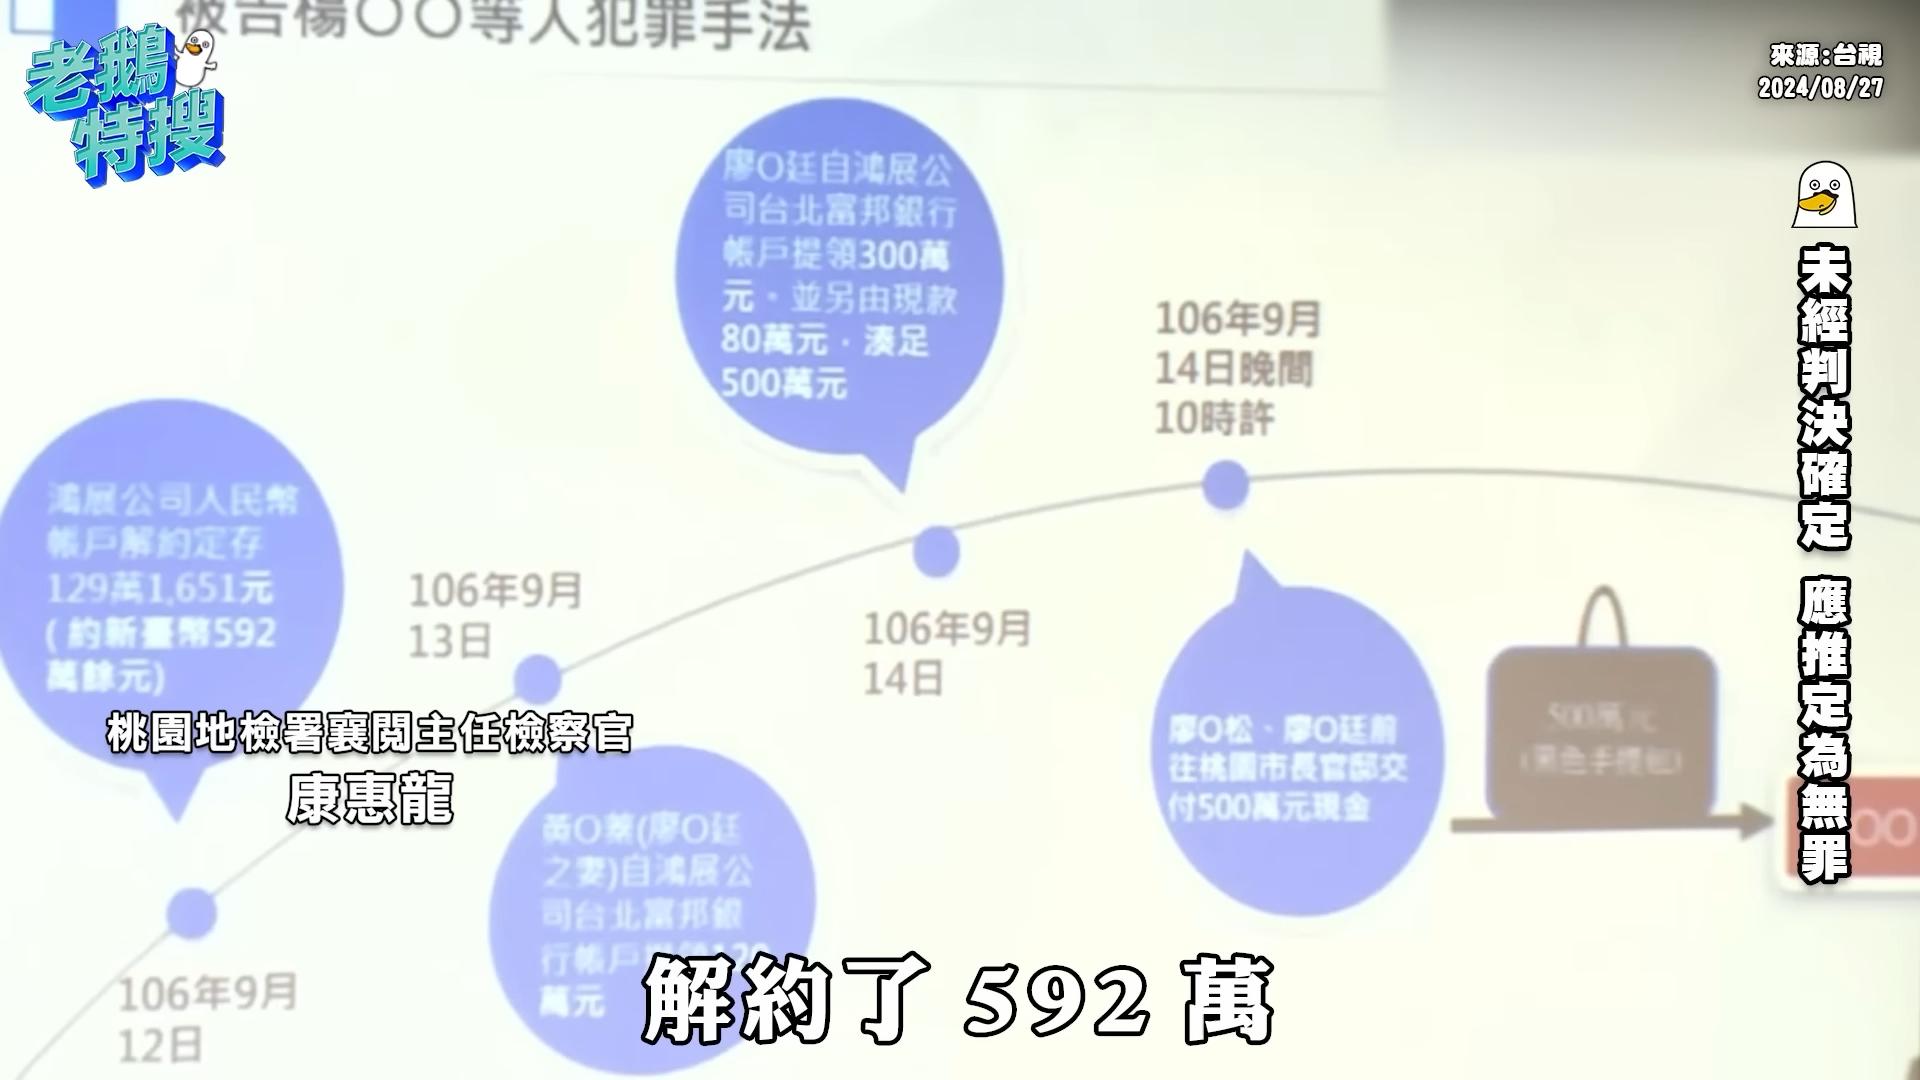 被告楊〇〇等人犯罪手法
老鵝
特搜
來源:台視
2024/08/27
廖O廷自鴻展公
司台北富邦銀行
帳戶提領300萬
元，並另由現款
80萬元，湊足
500萬元
106年9月
14日晚間
10時許
未經判決確定 應推定為無罪
鴻展公司人民幣
帳戶解約定存
129萬1,651元
(約新臺幣592
萬餘元)
106年9月
13日
106年9月
14日
廖O松、廖O廷前
往桃園市長官邸交
付500萬元現金
500萬元
(黑色手提包)
桃園地檢署襄閱主任檢察官
康惠龍
(廖O廷
之妻)自鴻展公
司台北富邦銀
行帳戶
萬元
106年9月
12日
解約了 592 萬